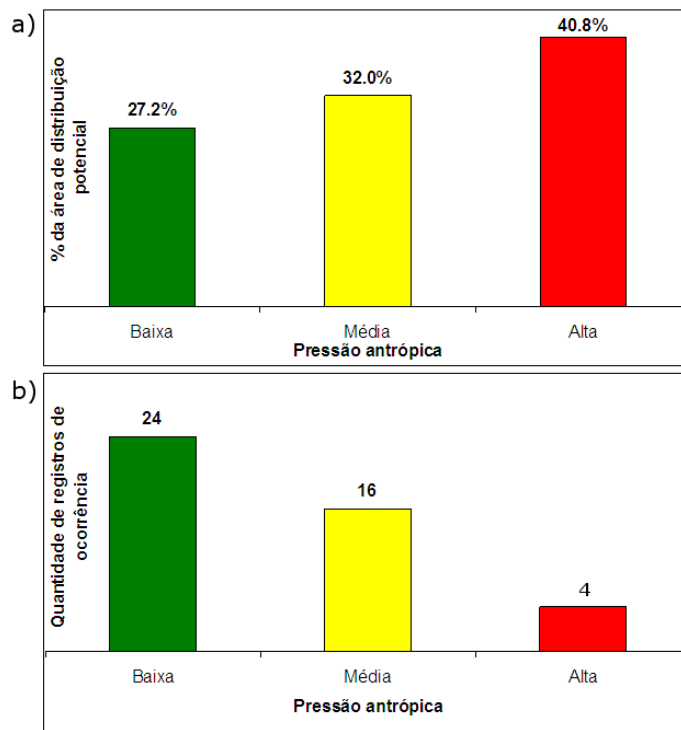 a)
% da área de distribuição
potencial
27.2%
32.0%
40.8%
Baixa
Média
Alta
Pressão antrópica
b)
Quantidade de registros de
ocorrência
24
16
4
Baixa
Média
Alta
Pressão antrópica